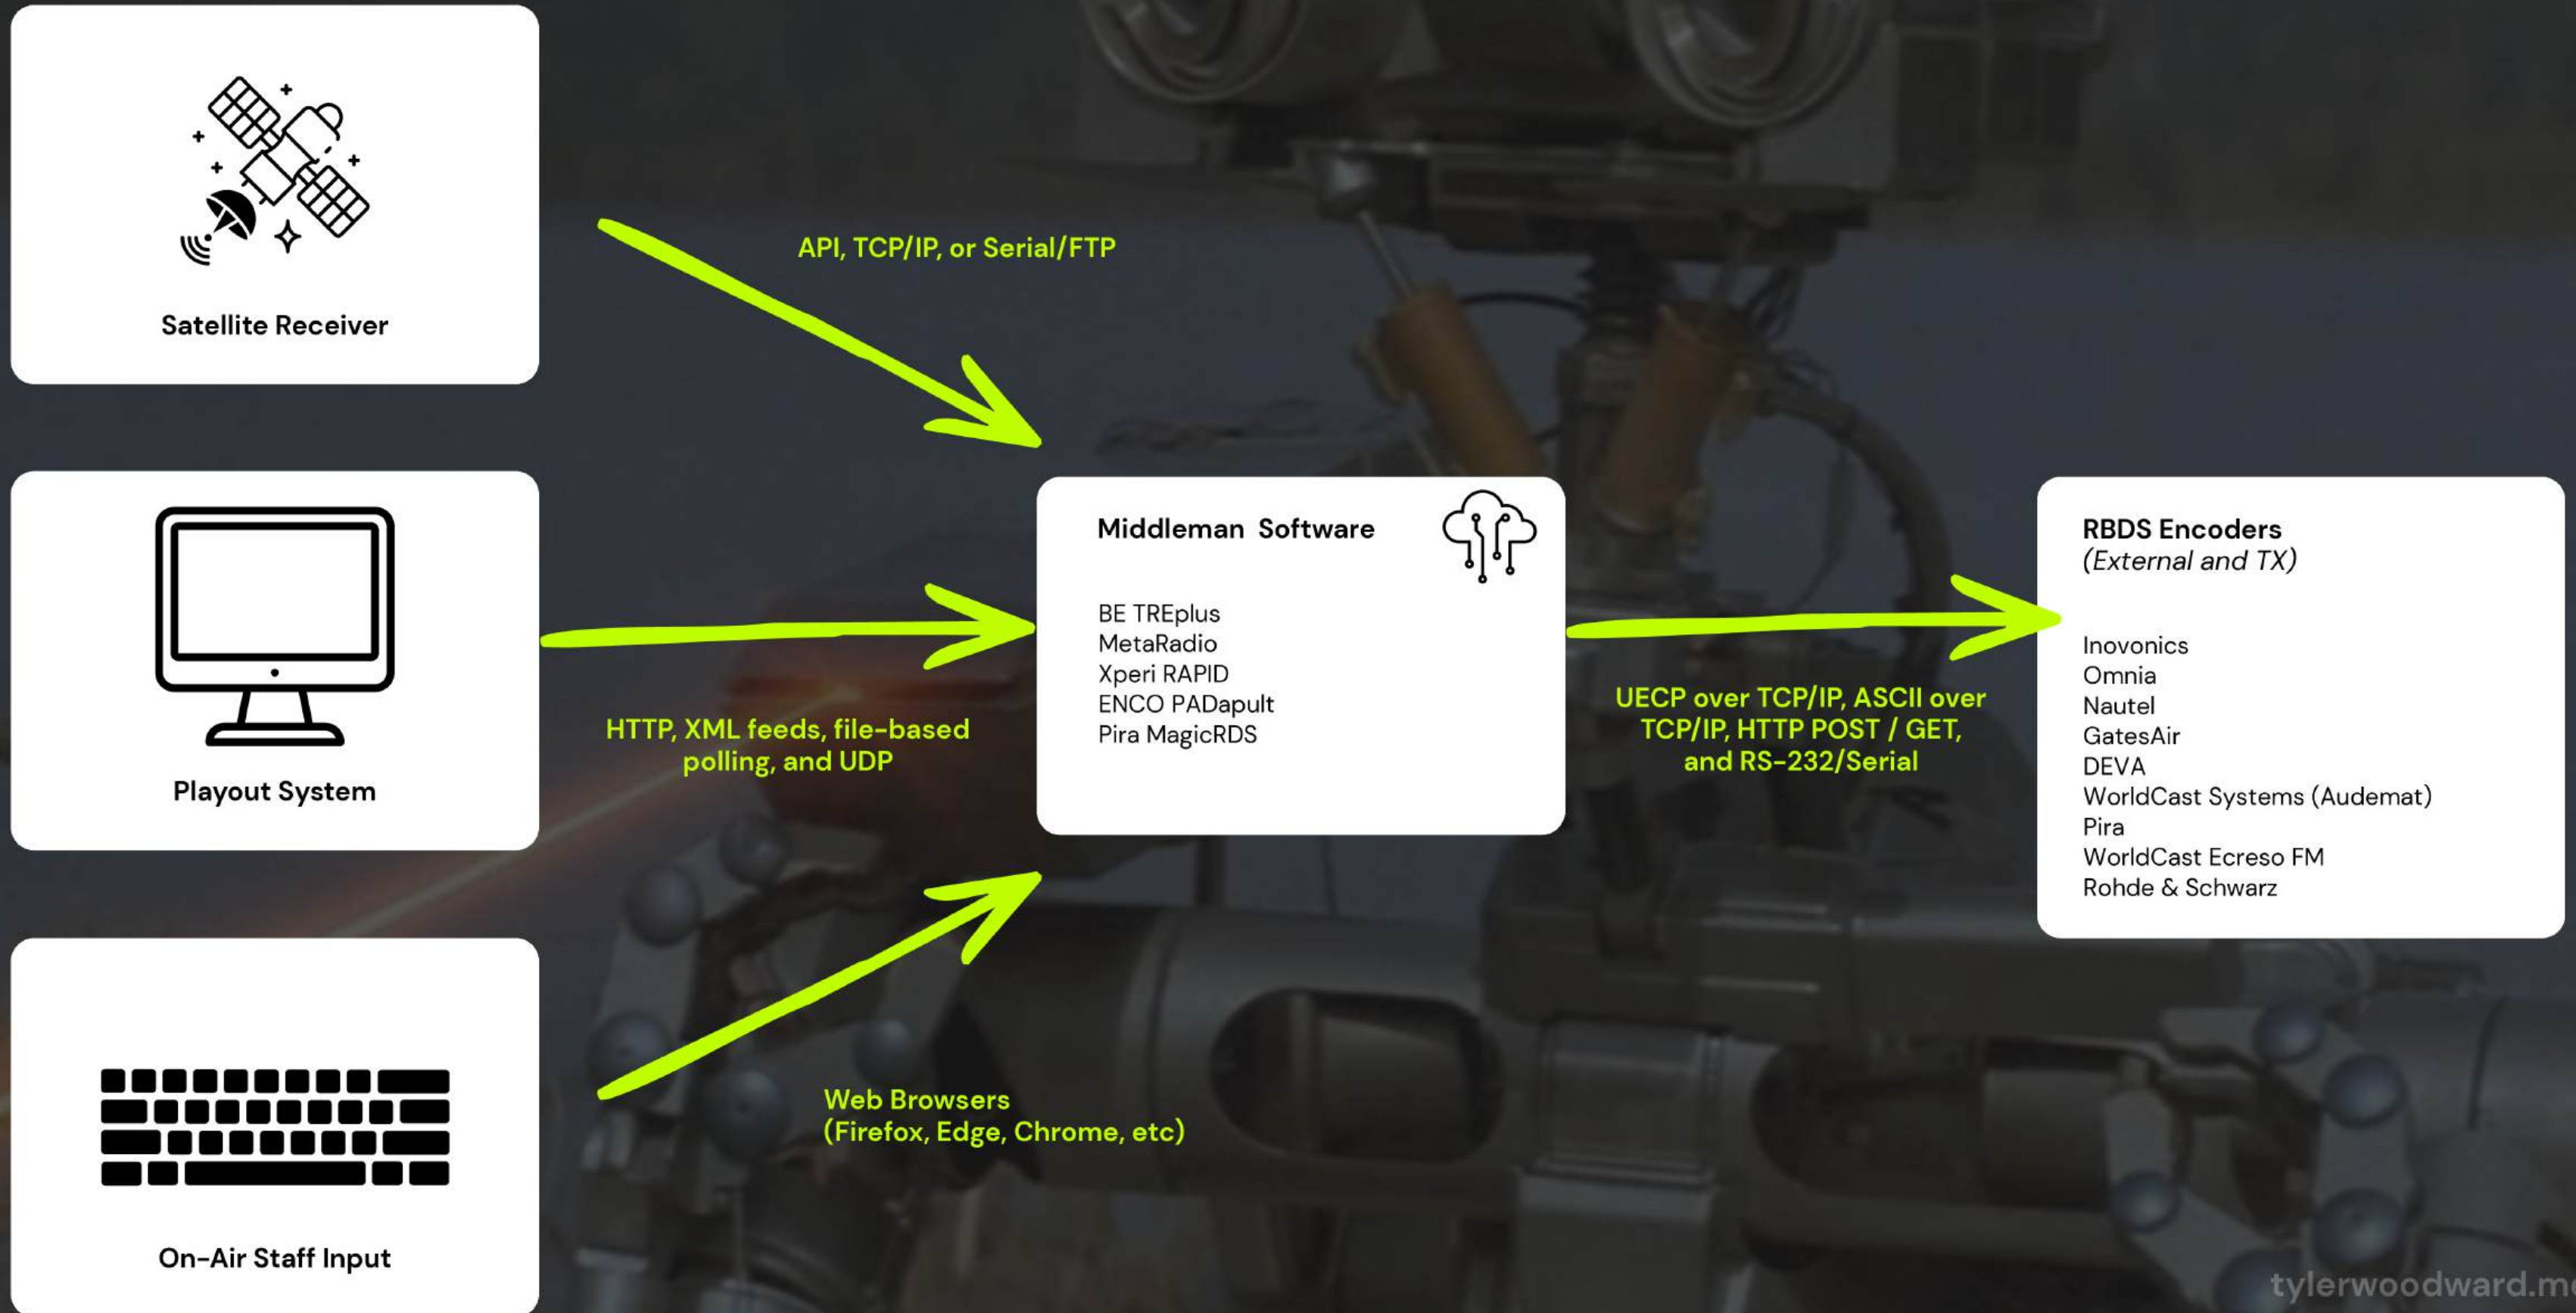 Satellite Receiver
API, TCP/IP, or Serial/FTP
Playout System
HTTP, XML feeds, file-based
polling, and UDP
On-Air Staff Input
Web Browsers
(Firefox, Edge, Chrome, etc)
Middleman Software
BE TREplus
MetaRadio
Xperi RAPID
ENCO PADapult
Pira MagicRDS
UECP over TCP/IP, ASCII over
TCP/IP, HTTP POST / GET,
and RS-232/Serial
RBDS Encoders
(External and TX)
Inovonics
Omnia
Nautel
GatesAir
DEVA
WorldCast Systems (Audemat)
Pira
WorldCast Ecreso FM
Rohde & Schwarz